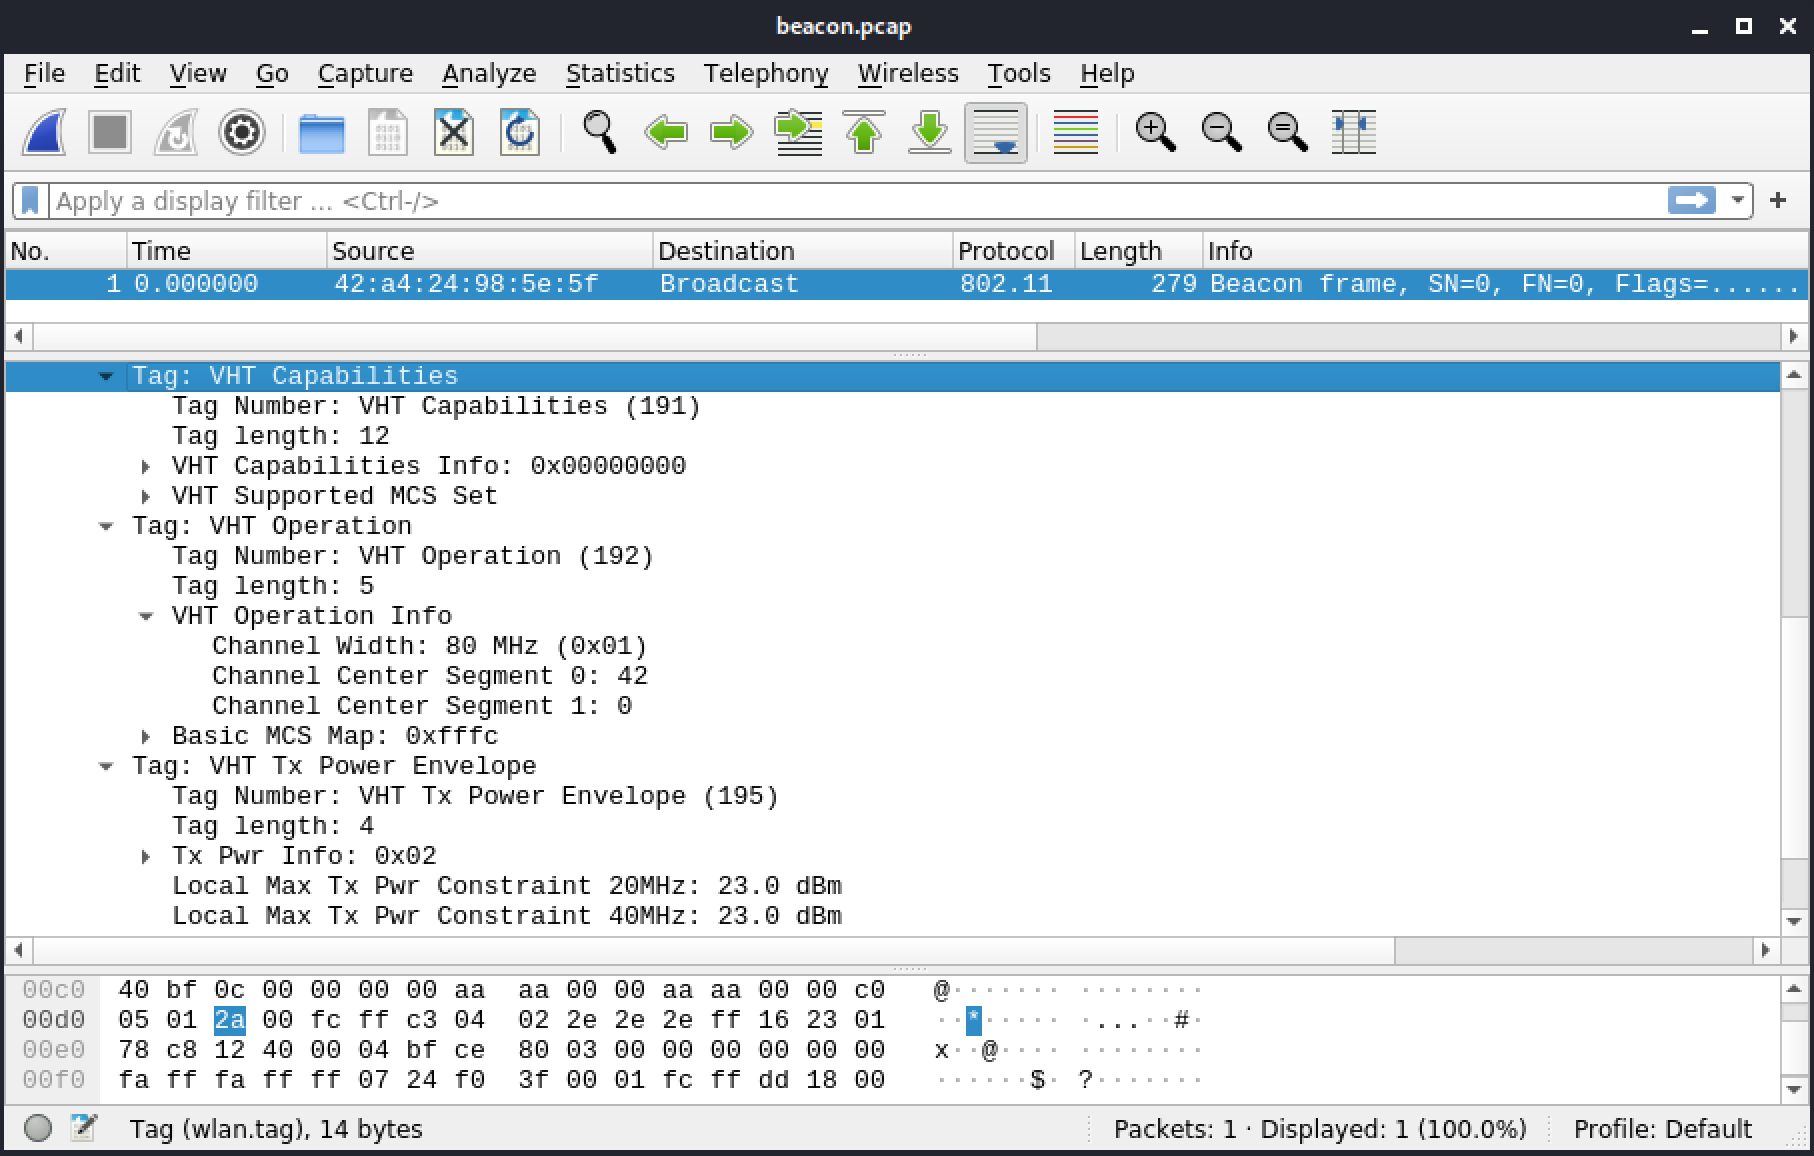 beacon.pcap
File Edit View Go Capture Analyze Statistics Telephony Wireless Tools Help
Apply a display filter ... <Ctrl-/>
+
No. Time Source Destination Protocol Length Info
1 0.000000 42:a4:24:98:5e:5f Broadcast 802.11 279 Beacon frame, SN=0, FN=0, Flags=......
Tag: VHT Capabilities
Tag Number: VHT Capabilities (191)
Tag length: 12
VHT Capabilities Info: 0x00000000
VHT Supported MCS Set
Tag: VHT Operation
Tag Number: VHT Operation (192)
Tag length: 5
VHT Operation Info
Channel Width: 80 MHz (0x01)
Channel Center Segment 0: 42
Channel Center Segment 1: 0
Basic MCS Map: 0xfffc
Tag: VHT Tx Power Envelope
Tag Number: VHT Tx Power Envelope (195)
Tag length: 4
Tx Pwr Info: 0x02
Local Max Tx Pwr Constraint 20MHz: 23.0 dBm
Local Max Tx Pwr Constraint 40MHz: 23.0 dBm
00c0 40 bf 0c 00 00 00 00 aa aa 00 00 aa aa 00 00 c0 @······· ········
00d0 05 01 2a 00 fc ff c3 04 02 2e 2e 2e ff 16 23 01 ··*····· ·...··#·
00e0 78 c8 12 40 00 04 bf ce 80 03 00 00 00 00 00 00 x··@···· ········
00f0 fa ff fa ff ff 07 24 f0 3f 00 01 fc ff dd 18 00 ······$· ?·······
Tag (wlan.tag), 14 bytes Packets: 1 · Displayed: 1 (100.0%) Profile: Default